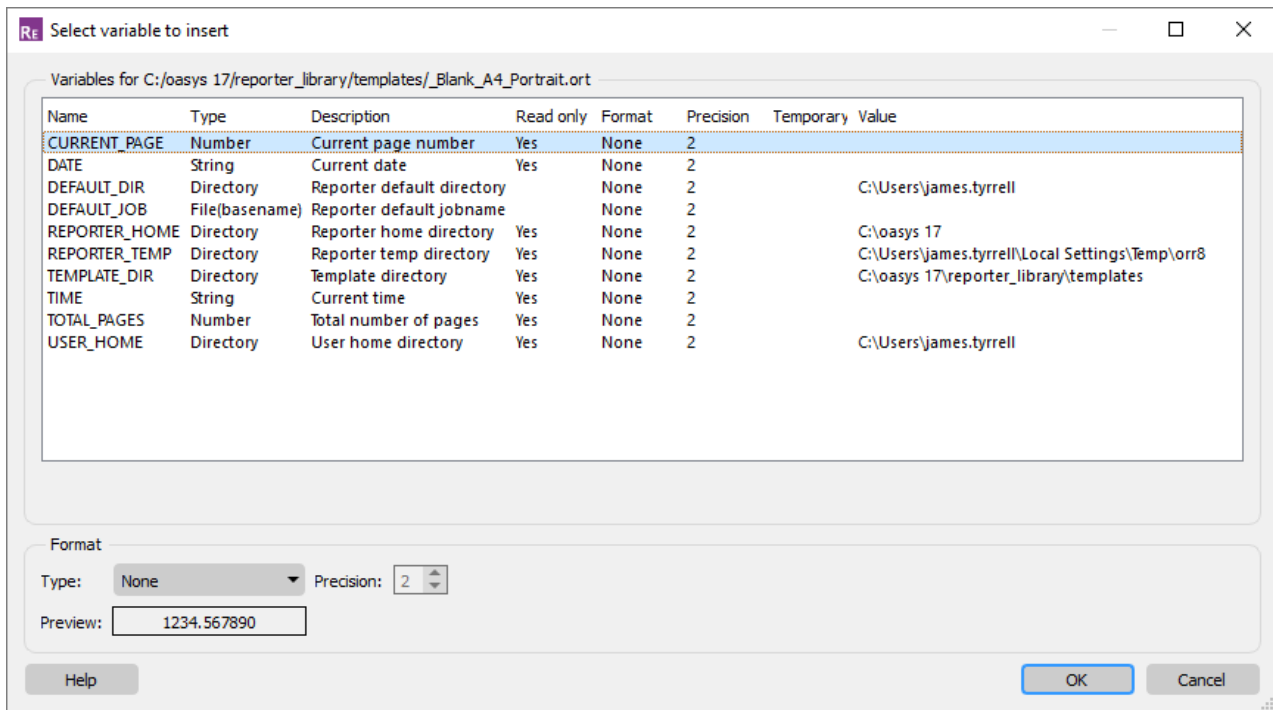 RE Select variable to insert
Variables for C:/oasys 17/reporter_library/templates/_Blank_A4_Portrait.ort
Name Type Description Read only Format Precision Temporary Value
CURRENT_PAGE Number Current page number Yes None 2
DATE String Current date Yes None 2
DEFAULT_DIR Directory Reporter default directory None 2 C:\Users\james.tyrrell
DEFAULT_JOB File(basename) Reporter default jobname None 2
REPORTER_HOME Directory Reporter home directory Yes None 2 C:\oasys 17
REPORTER_TEMP Directory Reporter temp directory Yes None 2 C:\Users\james.tyrrell\Local Settings\Temp\orr8
TEMPLATE_DIR Directory Template directory Yes None 2 C:\oasys 17\reporter_library\templates
TIME String Current time Yes None 2
TOTAL_PAGES Number Total number of pages Yes None 2
USER_HOME Directory User home directory Yes None 2 C:\Users\james.tyrrell
Format
Type: None Precision: 2
Preview: 1234.567890
Help OK Cancel